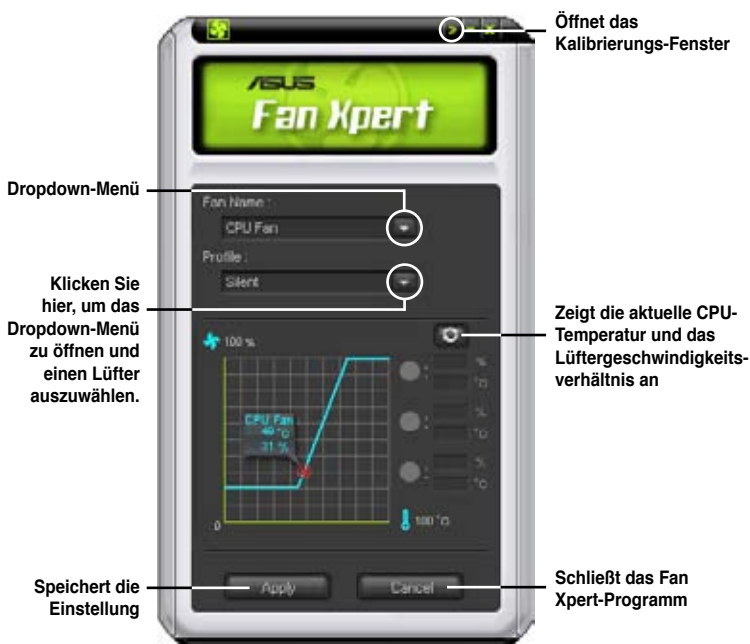 Öffnet das
Kalibrierungs-Fenster
ASUS
Fan Xpert
Dropdown-Menü
Fan Name :
CPU Fan
Profile :
Silent
Klicken Sie
hier, um das
Dropdown-Menü
zu öffnen und
einen Lüfter
auszuwählen.
Zeigt die aktuelle CPU-
Temperatur und das
Lüftergeschwindigkeits-
verhältnis an
100 %
% 
°C
CPU Fan
°C
31 %
%
°C
%
°C
0
100 °C
Speichert die
Einstellung
Apply
Cancel
Schließt das Fan
Xpert-Programm